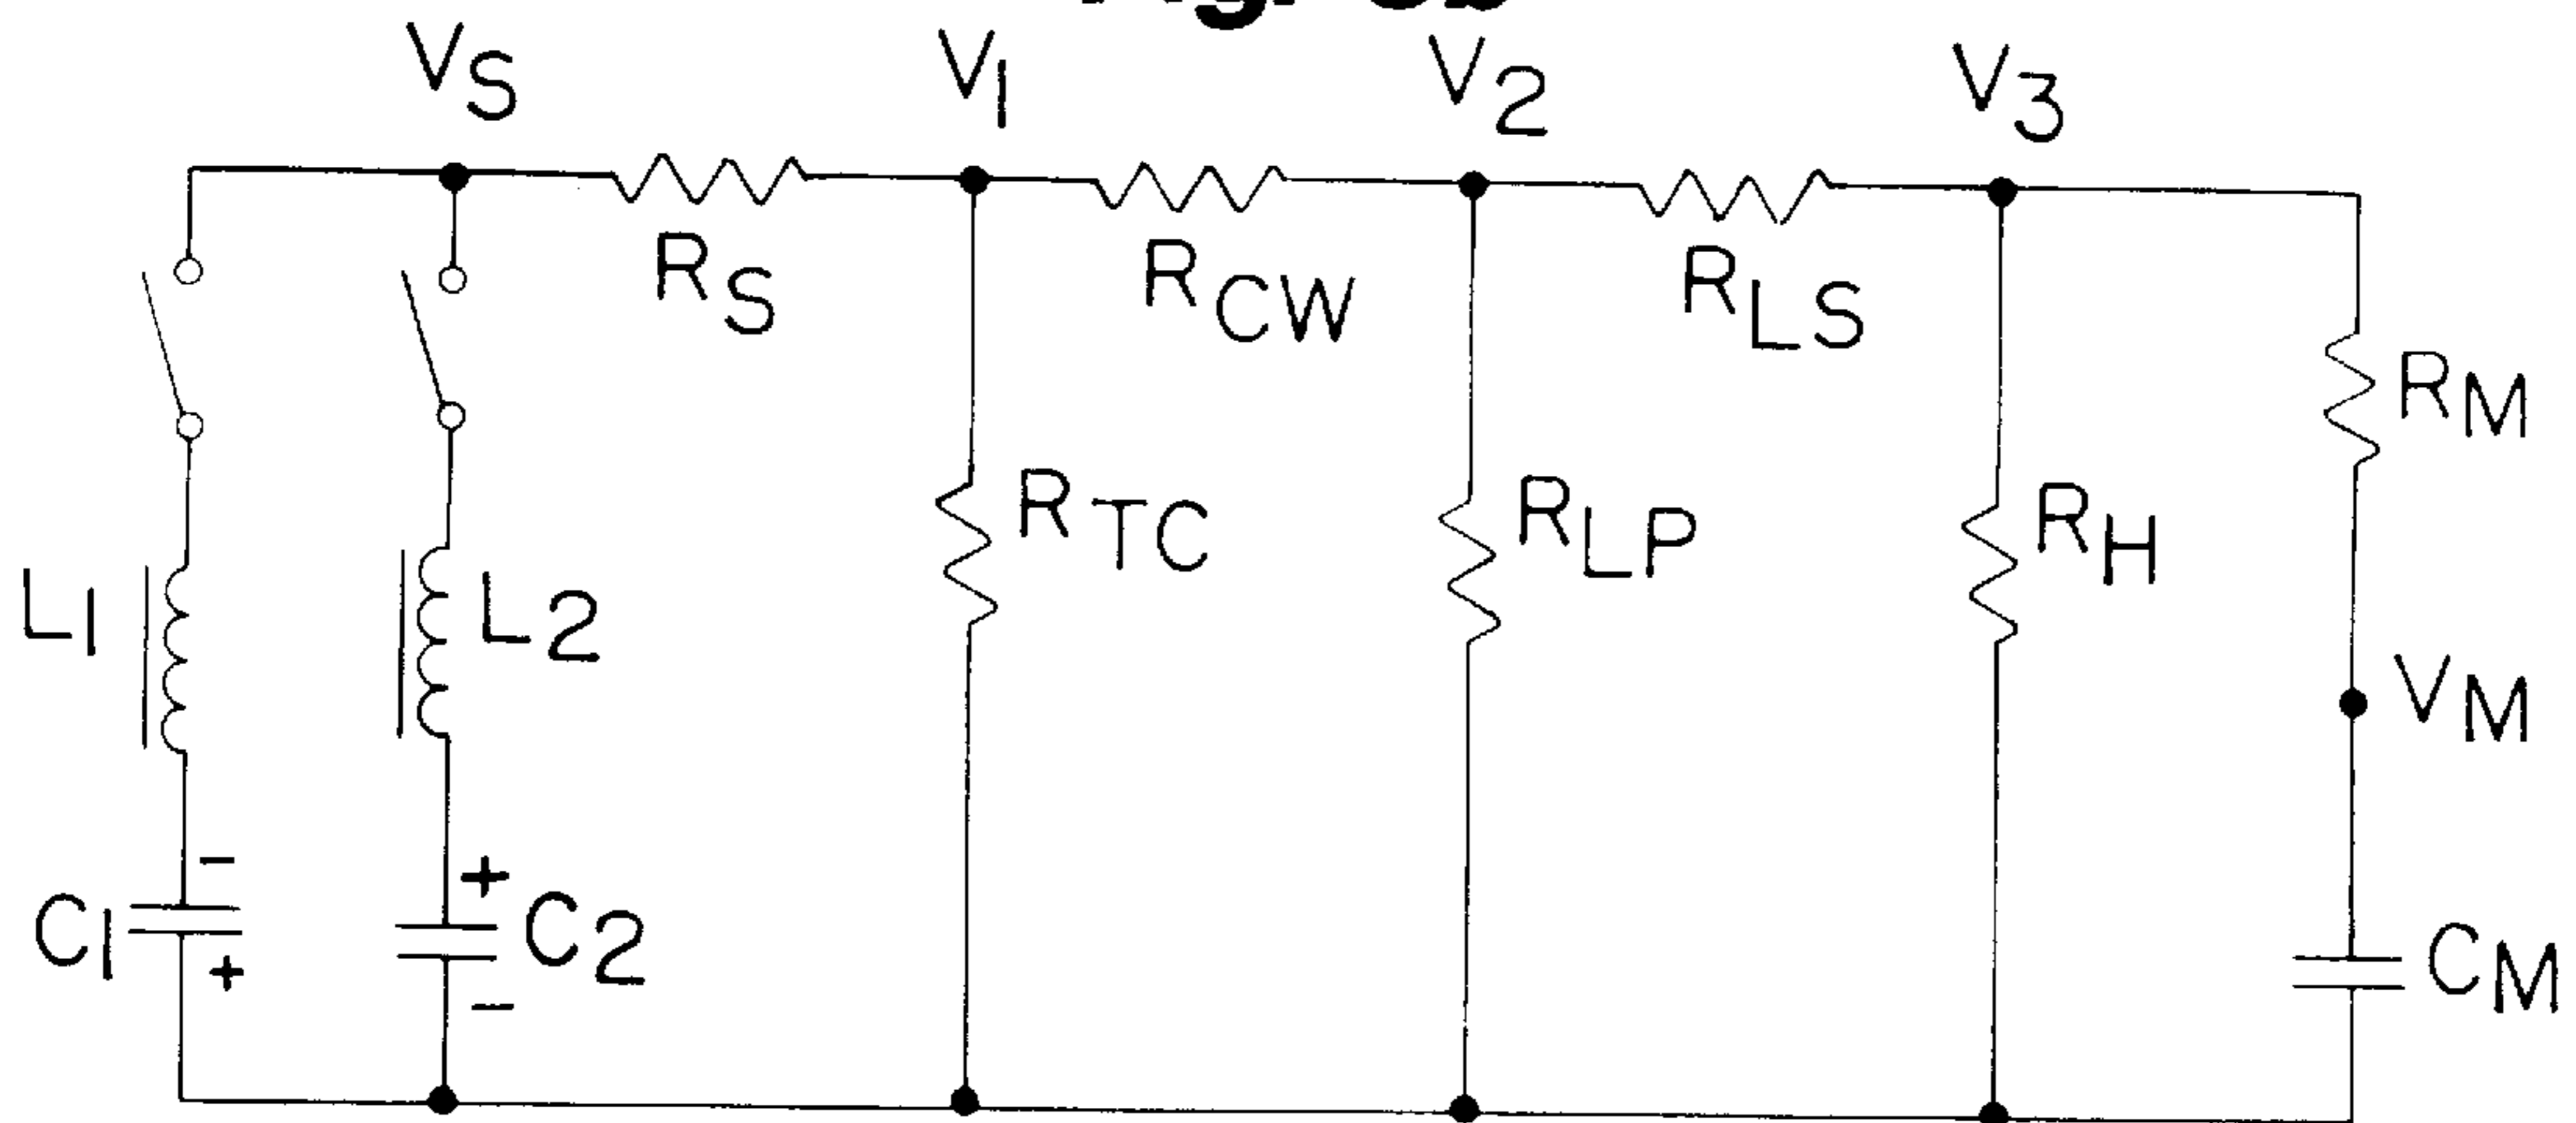 VS
V1
V2
V3
RS
RCW
RLS
RM
RTC
RLP
RH
L1
L2
VM
−
+
C1
+
C2
−
CM